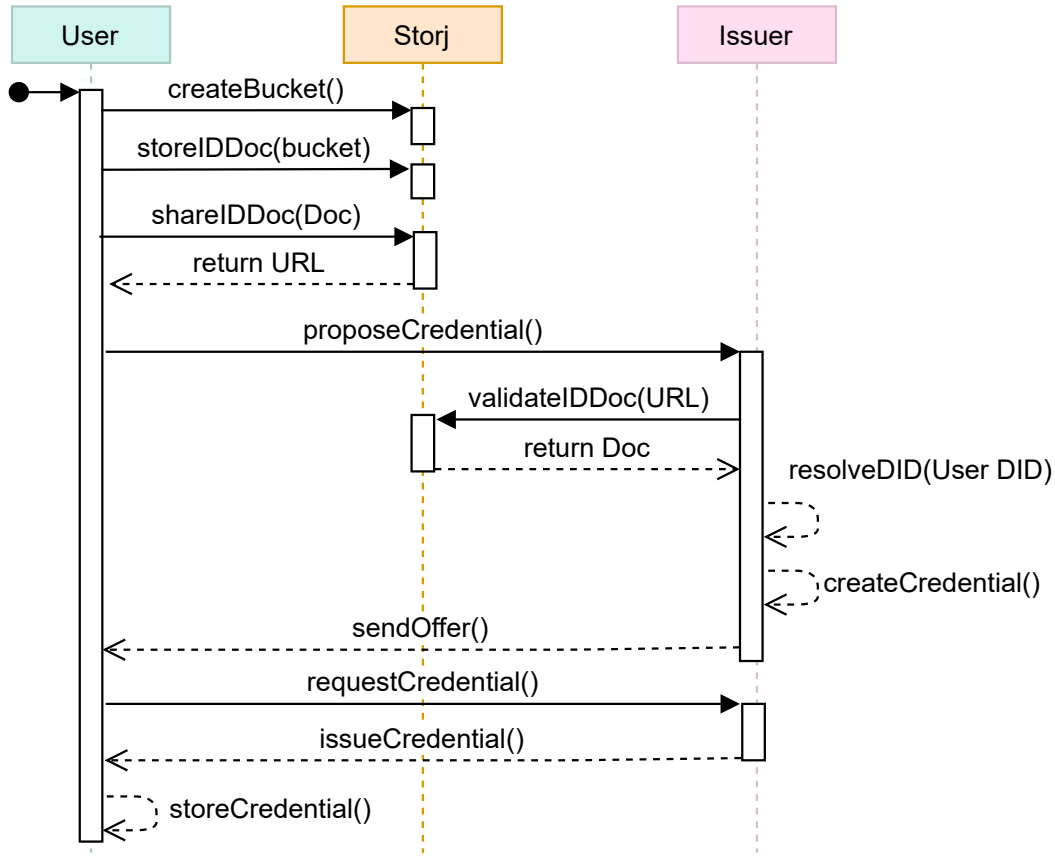 User
Storj
Issuer
createBucket()
storeIDDoc(bucket)
shareIDDoc(Doc)
return URL
proposeCredential()
validateIDDoc(URL)
return Doc
resolveDID(User DID)
createCredential()
sendOffer()
requestCredential()
issueCredential()
storeCredential()